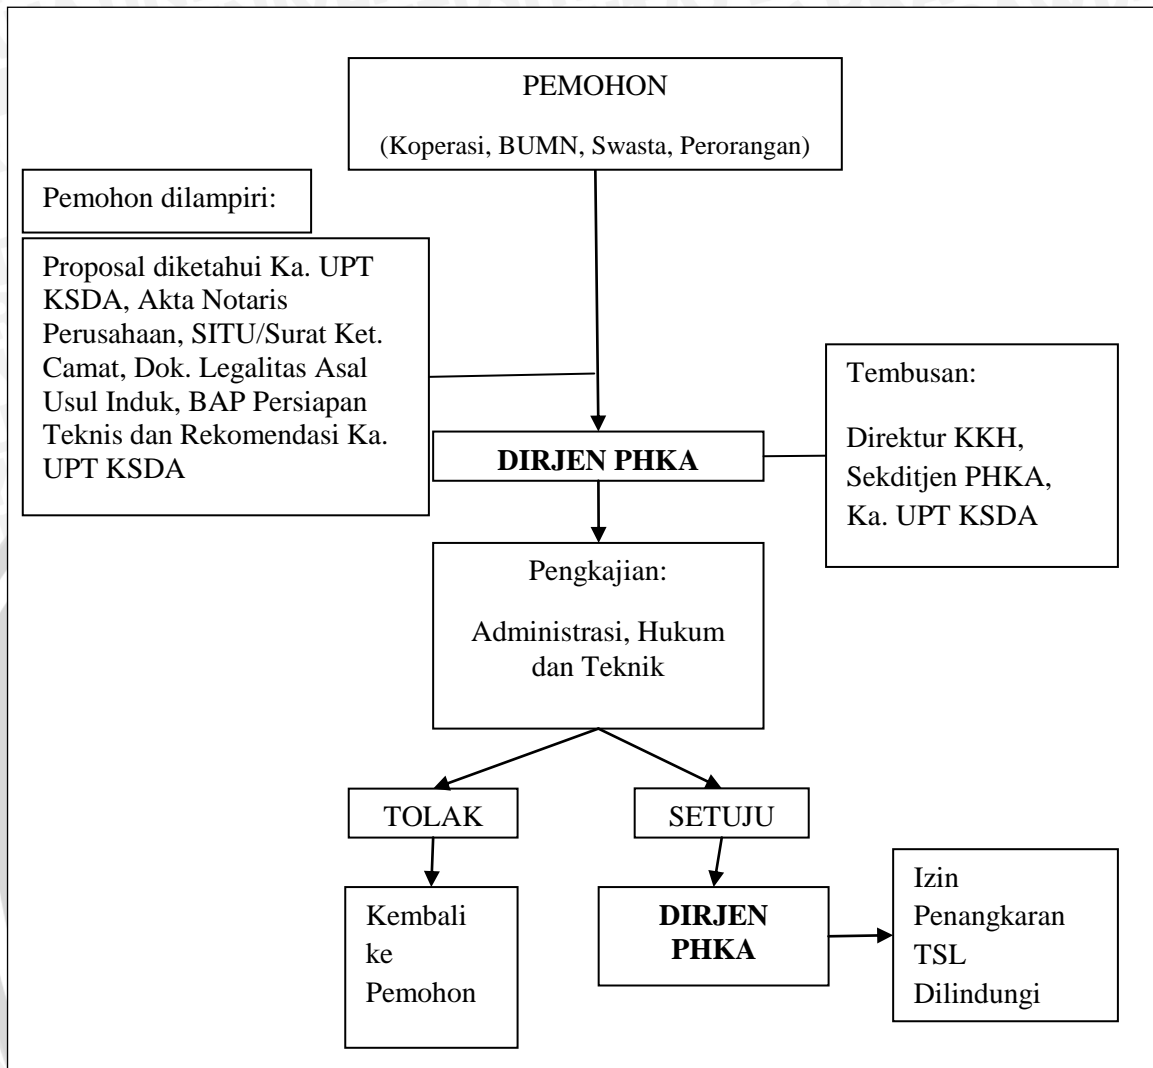 PEMOHON
(Koperasi, BUMN, Swasta, Perorangan)
Pemohon dilampiri:
Proposal diketahui Ka. UPT
KSDA, Akta Notaris
Perusahaan, SITU/Surat Ket.
Camat, Dok. Legalitas Asal
Usul Induk, BAP Persiapan
Teknis dan Rekomendasi Ka.
UPT KSDA
DIRJEN PHKA
Tembusan:
Direktur KKH,
Sekditjen PHKA,
Ka. UPT KSDA
Pengkajian:
Administrasi, Hukum
dan Teknik
TOLAK
SETUJU
Kembali
ke
Pemohon
DIRJEN
PHKA
Izin
Penangkaran
TSL
Dilindungi